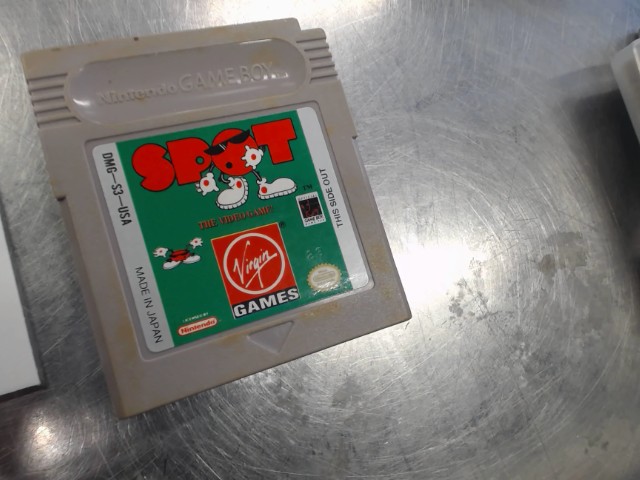 Nintendo GAME BOY
SPOT
TM
THE VIDEO GAME
DMG-S3-USA
MADE IN JAPAN
THIS SIDE OUT
Virgin
GAMES
Nintendo